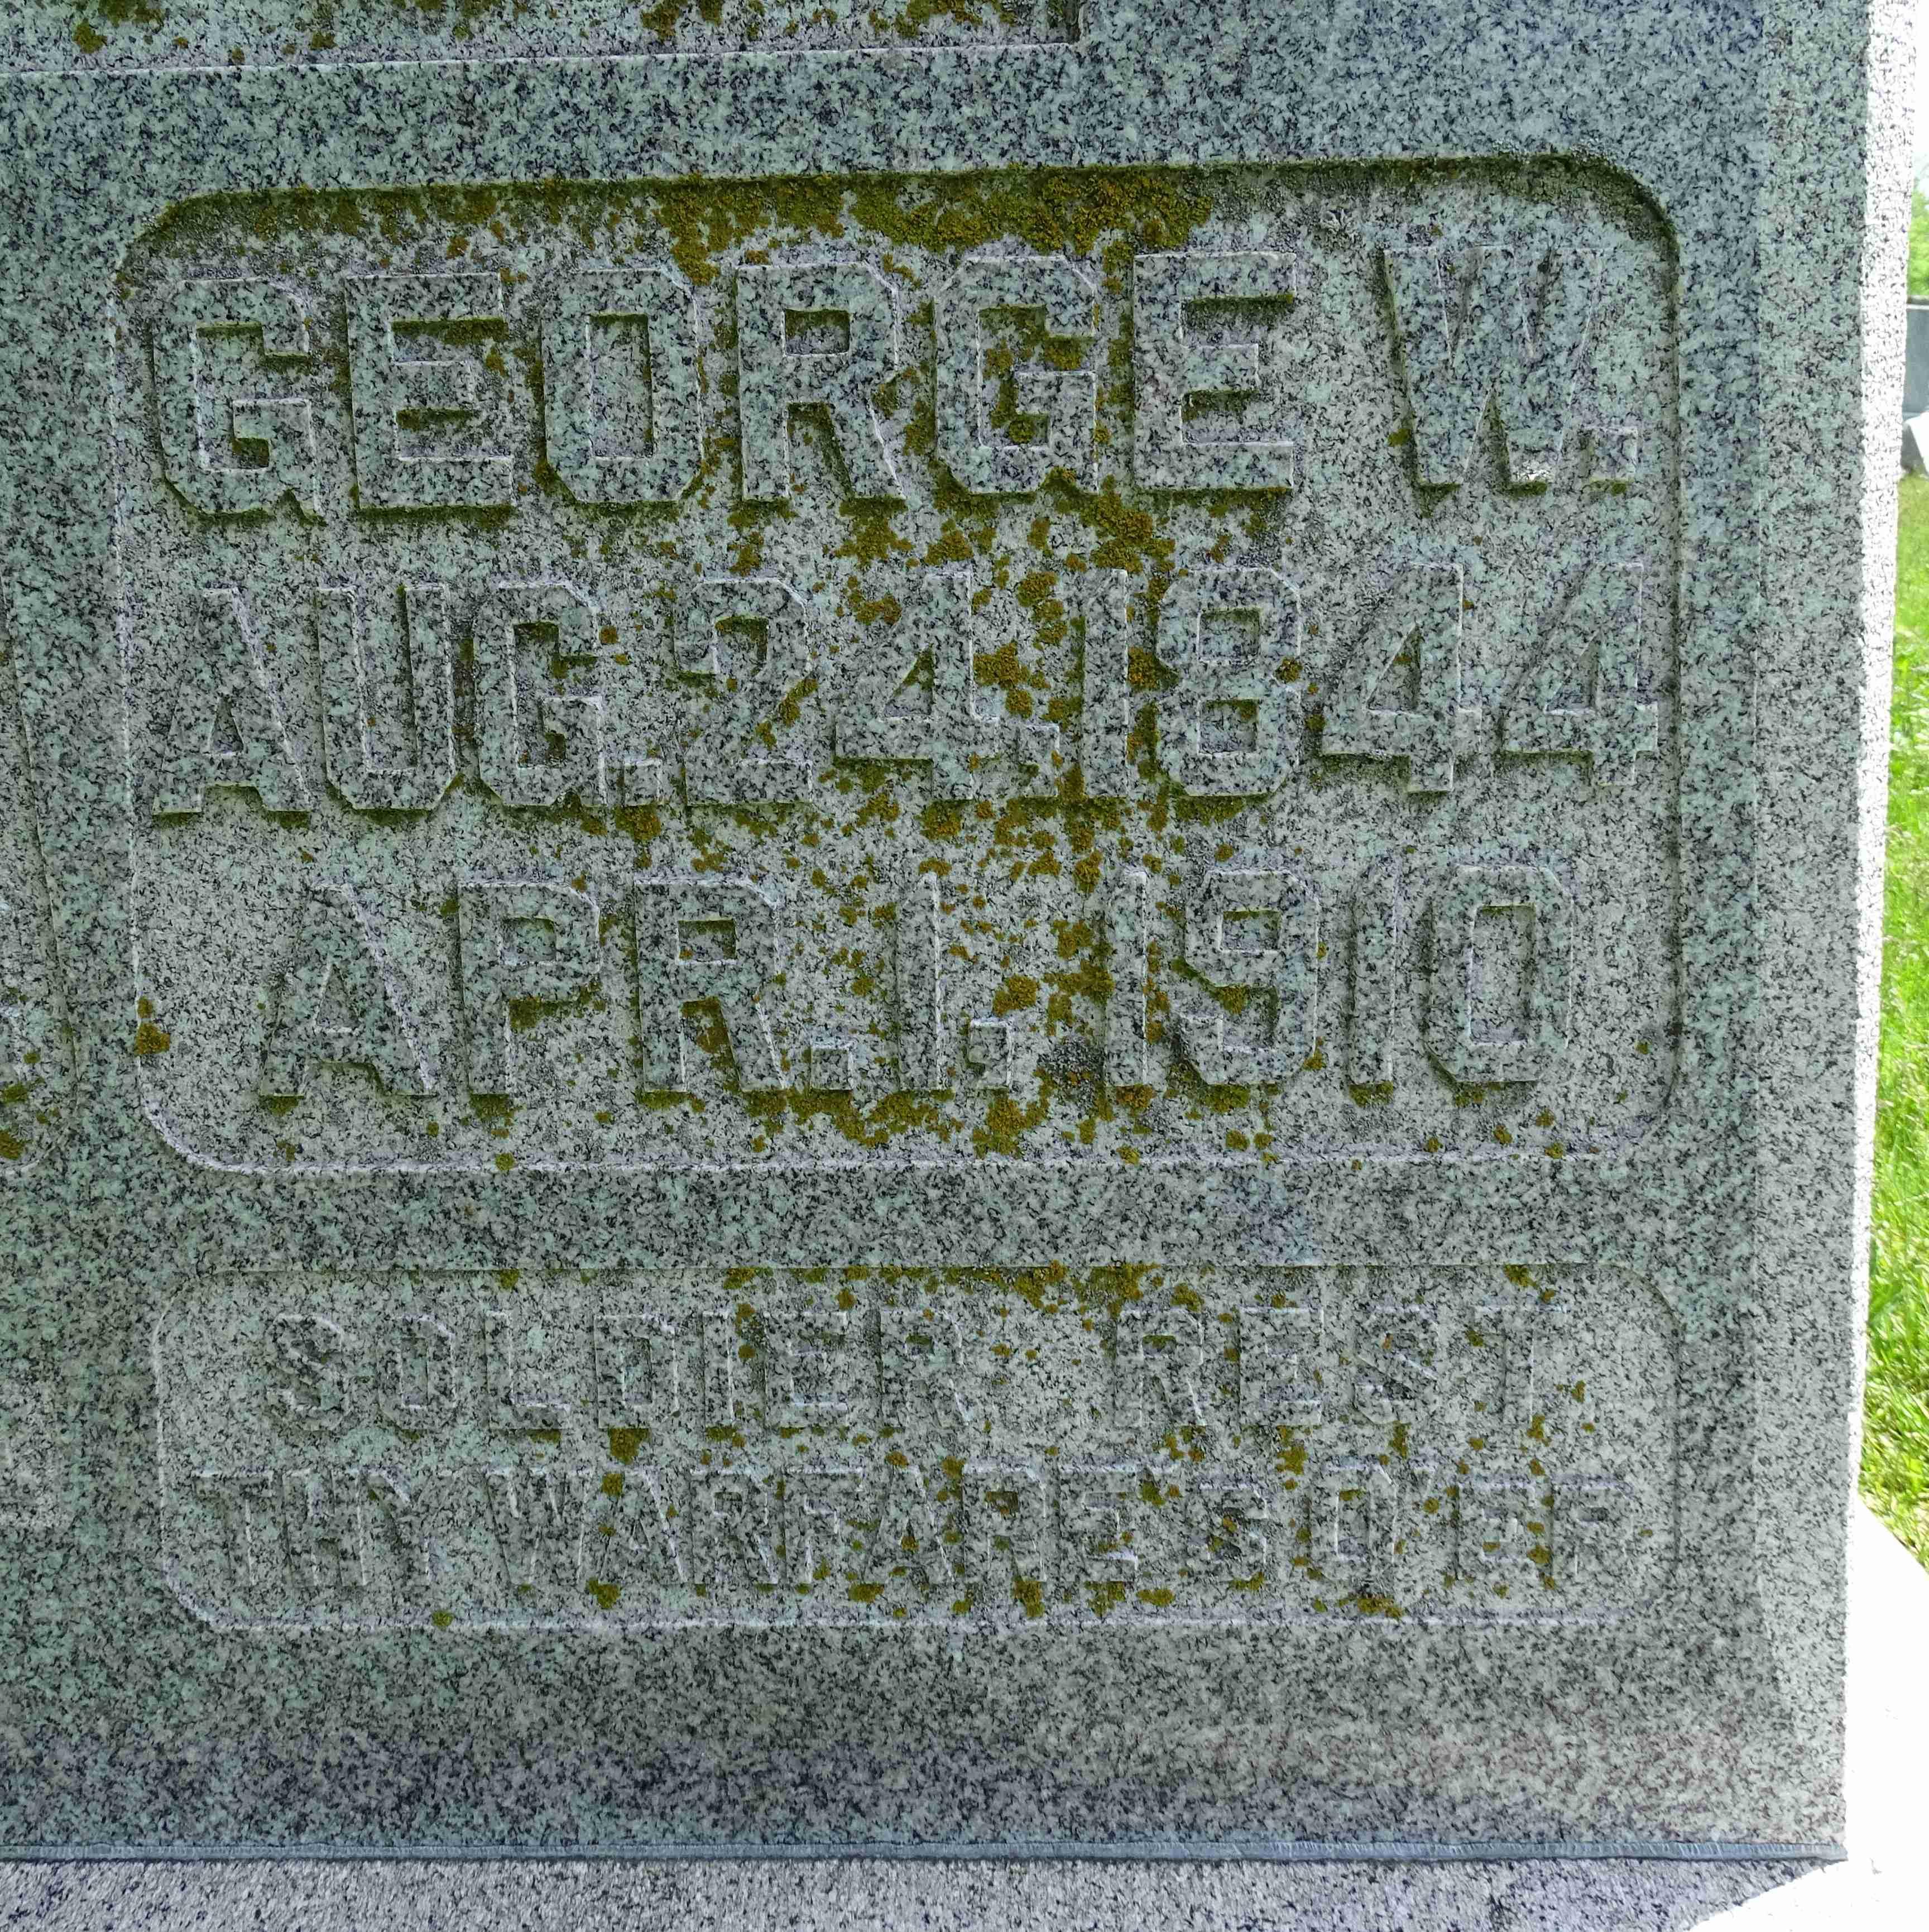 GEORGE W.
AUG. 24, 1844
APR. 1, 1910
SOLDIER REST
THY WARFARE'S O'ER